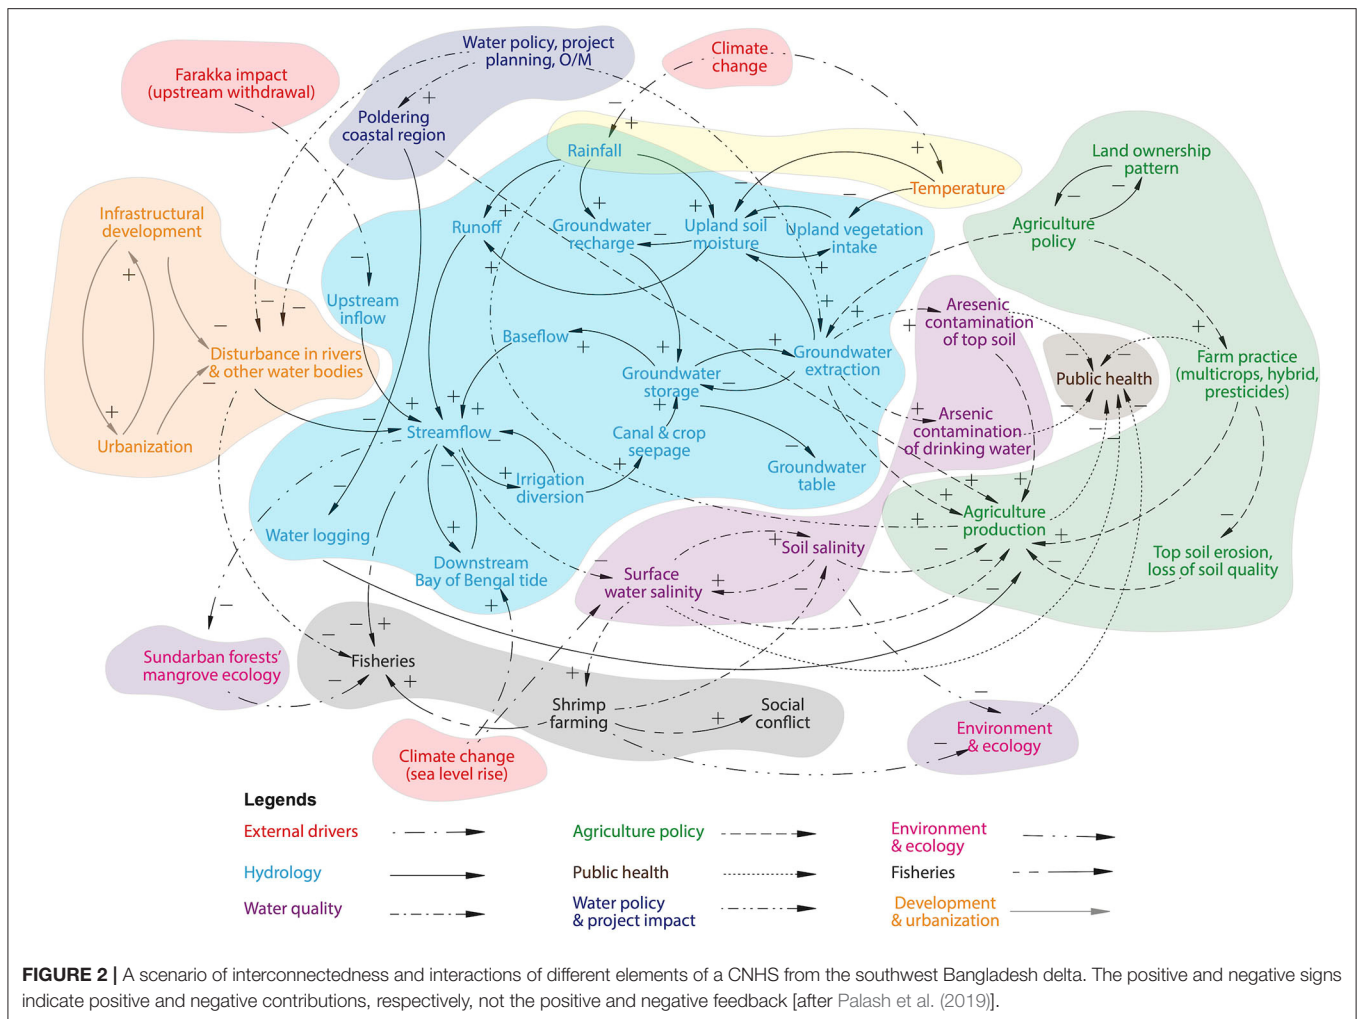 Water policy, project
planning, O/M
Climate
change
Farakka impact
(upstream withdrawal)
+
Poldering
coastal region
−
+
Rainfall
+
Land ownership
pattern
Temperature
−
−
−
−
Infrastructural
development
+
+
+
Agriculture
policy
Runoff
Groundwater
recharge
−
Upland soil
moisture
−
Upland vegetation
intake
+
−
+
+
Upstream
inflow
−
−
+
+
Aresenic
contamination
of top soil
+
−
Baseflow
+
+
Groundwater
extraction
−
−
Disturbance in rivers
& other water bodies
−
Groundwater
storage
−
Public health
Farm practice
(multicrops, hybrid,
presticides)
+
+
+
+
−
+
+
Arsenic
contamination
of drinking water
−
−
−
Urbanization
Streamflow
−
Canal & crop
seepage
−
−
+
+
Groundwater
table
Irrigation
diversion
−
+
+
+
+
Agriculture
production
−
Water logging
+
+
+
Soil salinity
−
Top soil erosion,
loss of soil quality
Downstream
Bay of Bengal tide
−
Surface
water salinity
+
−
−
−
−
+
−
−
−
+
Sundarban forests’
mangrove ecology
Fisheries
−
+
+
Shrimp
farming
+
Social
conflict
−
Environment
& ecology
−
Climate change
(sea level rise)
Legends
External drivers
Agriculture policy
Environment
& ecology
Hydrology
Public health
Fisheries
Water quality
Water policy
& project impact
Development
& urbanization
FIGURE 2 | A scenario of interconnectedness and interactions of different elements of a CNHS from the southwest Bangladesh delta. The positive and negative signs
indicate positive and negative contributions, respectively, not the positive and negative feedback [after Palash et al. (2019)].